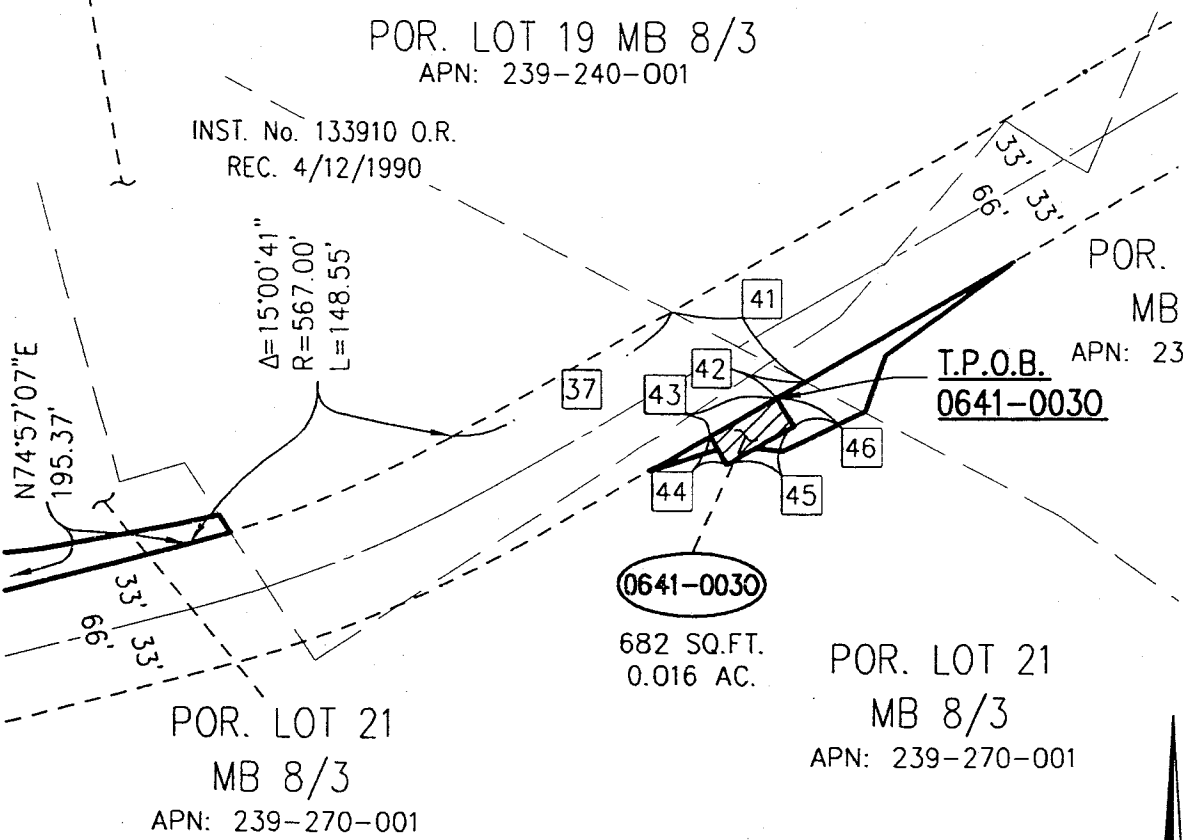 POR. LOT 19 MB 8/3
APN: 239-240-001
INST. No. 133910 O.R.
REC. 4/12/1990
Δ=15°00'41"
R=567.00'
L=148.55'
N74°57'07"E
195.37'
33'
33'
66'
POR.
MB
APN: 23
41
42
43
37
T.P.O.B.
0641-0030
46
44
45
0641-0030
682 SQ.FT.
0.016 AC.
33'
33'
66'
POR. LOT 21
MB 8/3
APN: 239-270-001
POR. LOT 21
MB 8/3
APN: 239-270-001